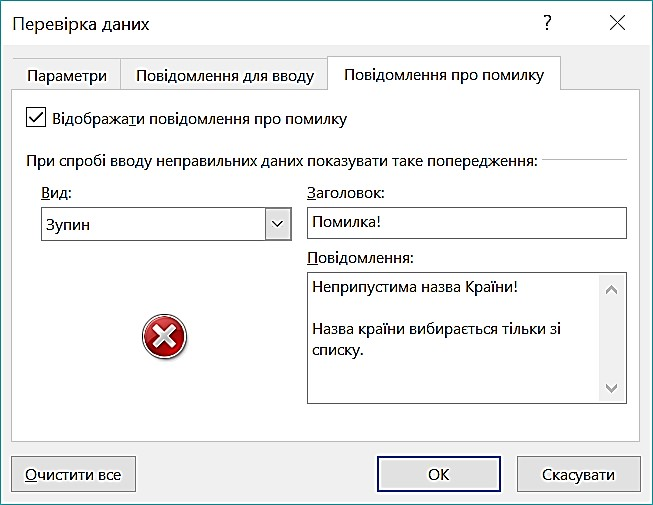 Перевірка даних
?
Параметри
Повідомлення для вводу
Повідомлення про помилку
Відображати повідомлення про помилку
При спробі вводу неправильних даних показувати таке попередження:
Вид:
Заголовок:
Зупин
Помилка!
Повідомлення:
Неприпустима назва Країни!
Назва країни вибирається тільки зі
списку.
Очистити все
ОК
Скасувати